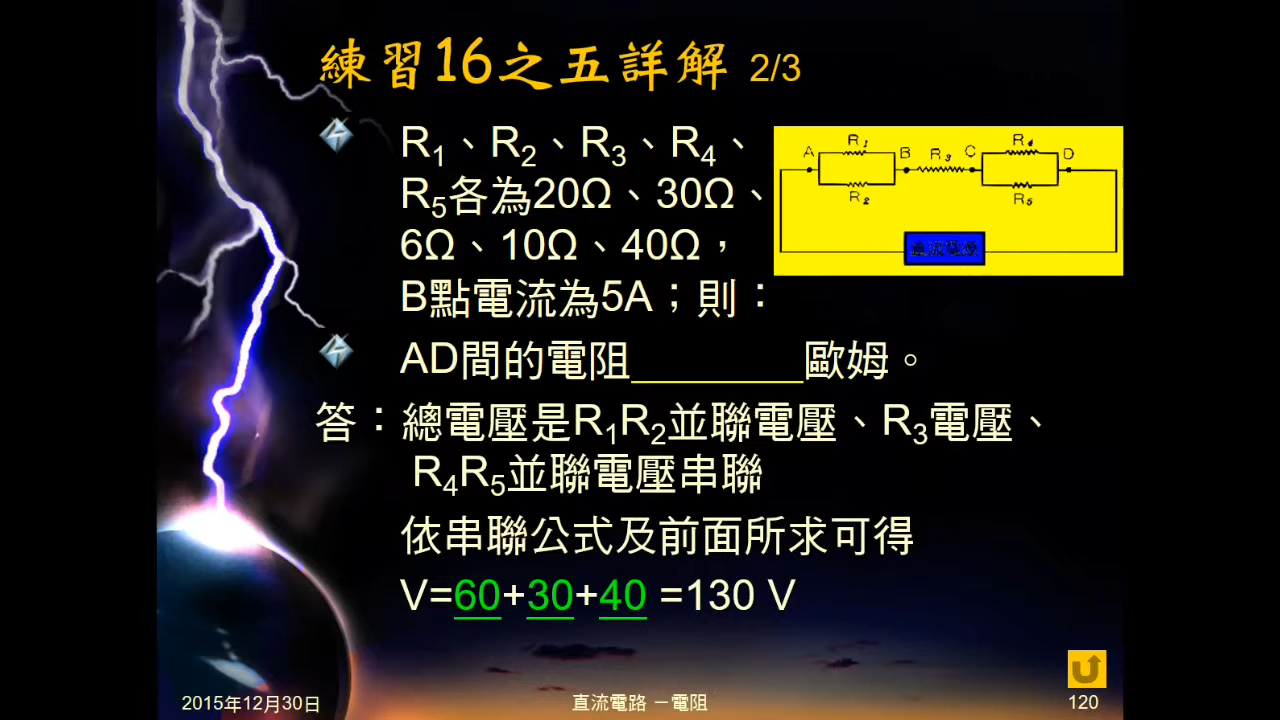 練習16之五詳解 2/3
R1、R2、R3、R4、
R5各為20Ω、30Ω、
6Ω、10Ω、40Ω，
B點電流為5A；則：
A B C D
R1 R2 R3 R4 R5
直流電源
AD間的電阻________歐姆。
答：總電壓是R1R2並聯電壓、R3電壓、
R4R5並聯電壓串聯
依串聯公式及前面所求可得
V=60+30+40 =130 V
2015年12月30日
直流電路 －電阻
120